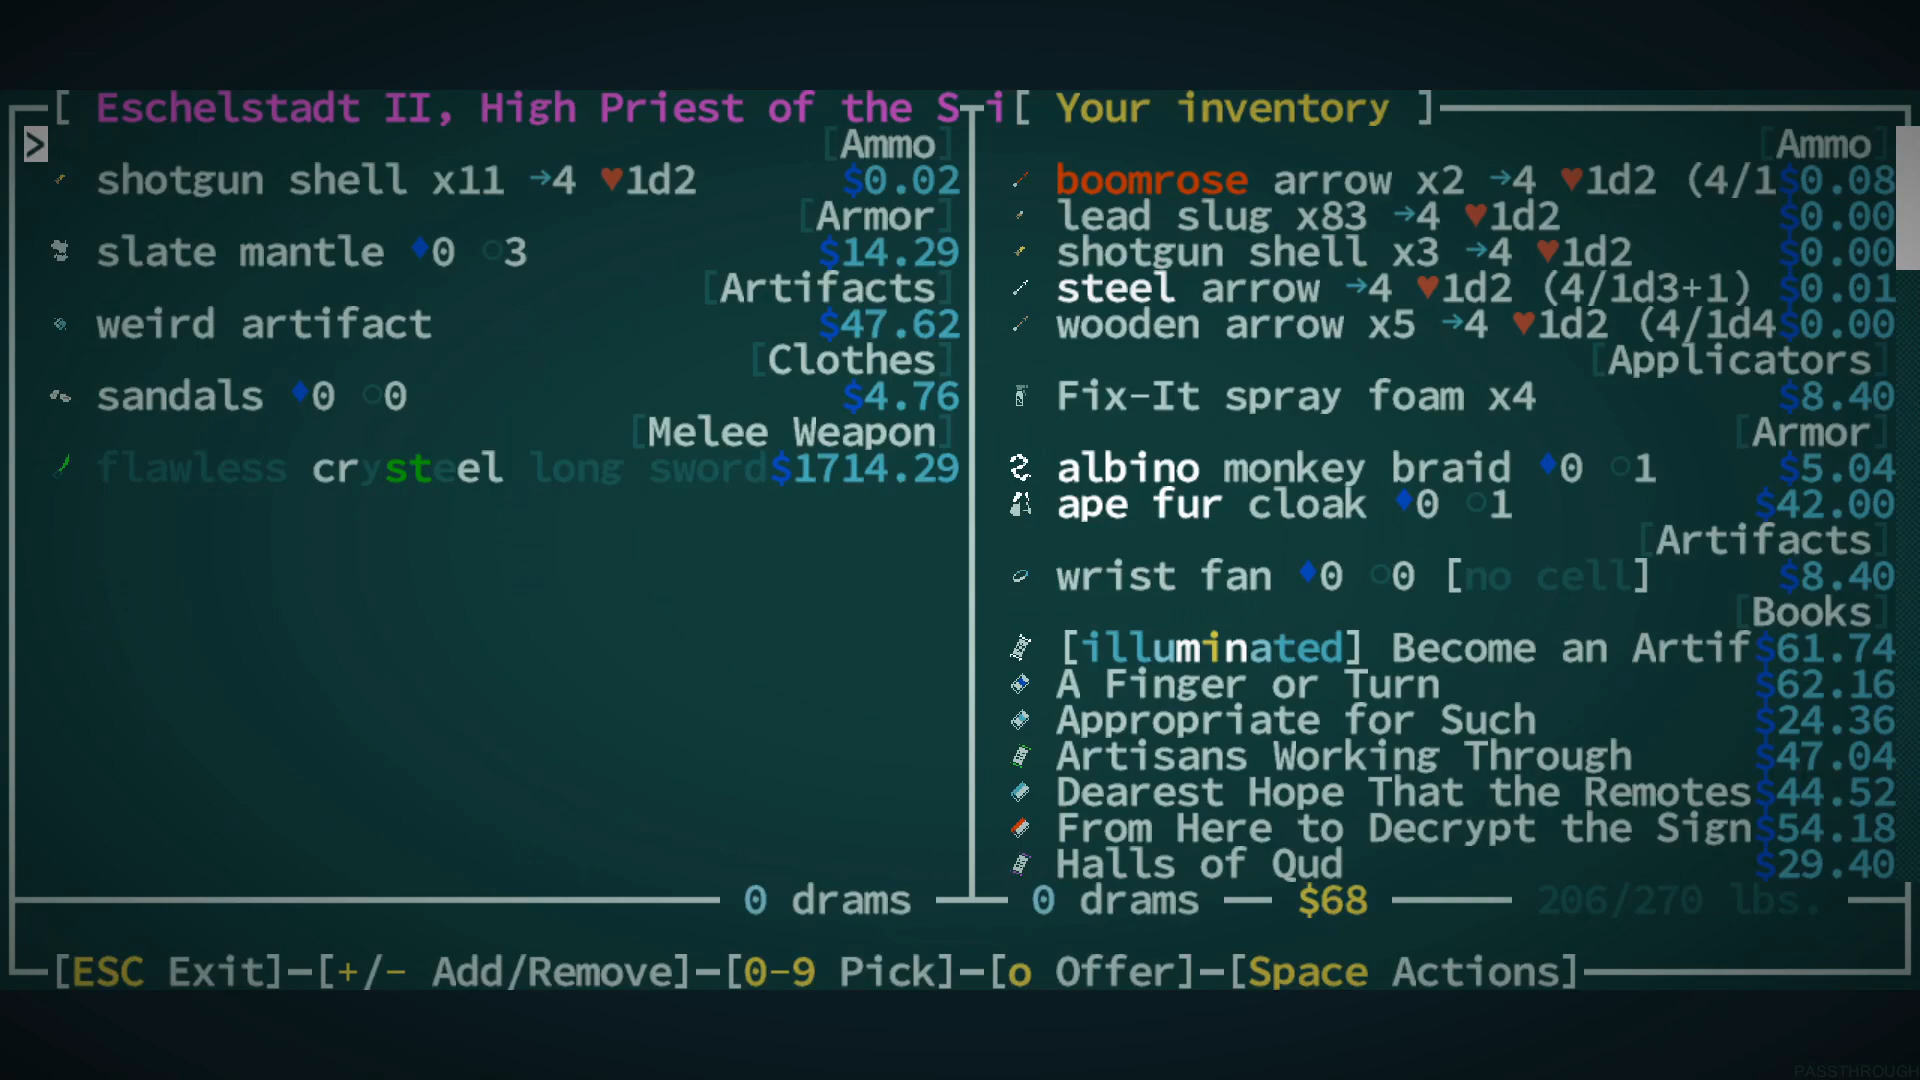 [ Eschelstadt II, High Priest of the S i[ Your inventory ]
>
[Ammo]
shotgun shell x11 →4 ♥1d2 $0.02
[Armor]
slate mantle ♦0 ○3 $14.29
[Artifacts]
weird artifact $47.62
[Clothes]
sandals ♦0 ○0 $4.76
[Melee Weapon]
flawless crysteel long sword $1714.29
[Ammo]
boomrose arrow x2 →4 ♥1d2 (4/1 $0.08
lead slug x83 →4 ♥1d2 $0.00
shotgun shell x3 →4 ♥1d2 $0.00
steel arrow →4 ♥1d2 (4/1d3+1) $0.01
wooden arrow x5 →4 ♥1d2 (4/1d4 $0.00
[Applicators]
Fix-It spray foam x4 $8.40
[Armor]
albino monkey braid ♦0 ○1 $5.04
ape fur cloak ♦0 ○1 $42.00
[Artifacts]
wrist fan ♦0 ○0 [no cell] $8.40
[Books]
[illuminated] Become an Artif $61.74
A Finger or Turn $62.16
Appropriate for Such $24.36
Artisans Working Through $47.04
Dearest Hope That the Remotes $44.52
From Here to Decrypt the Sign $54.18
Halls of Qud $29.40
0 drams
0 drams $68 206/270 lbs.
[ESC Exit]-[+/- Add/Remove]-[0-9 Pick]-[o Offer]-[Space Actions]
PASSTHROUGH